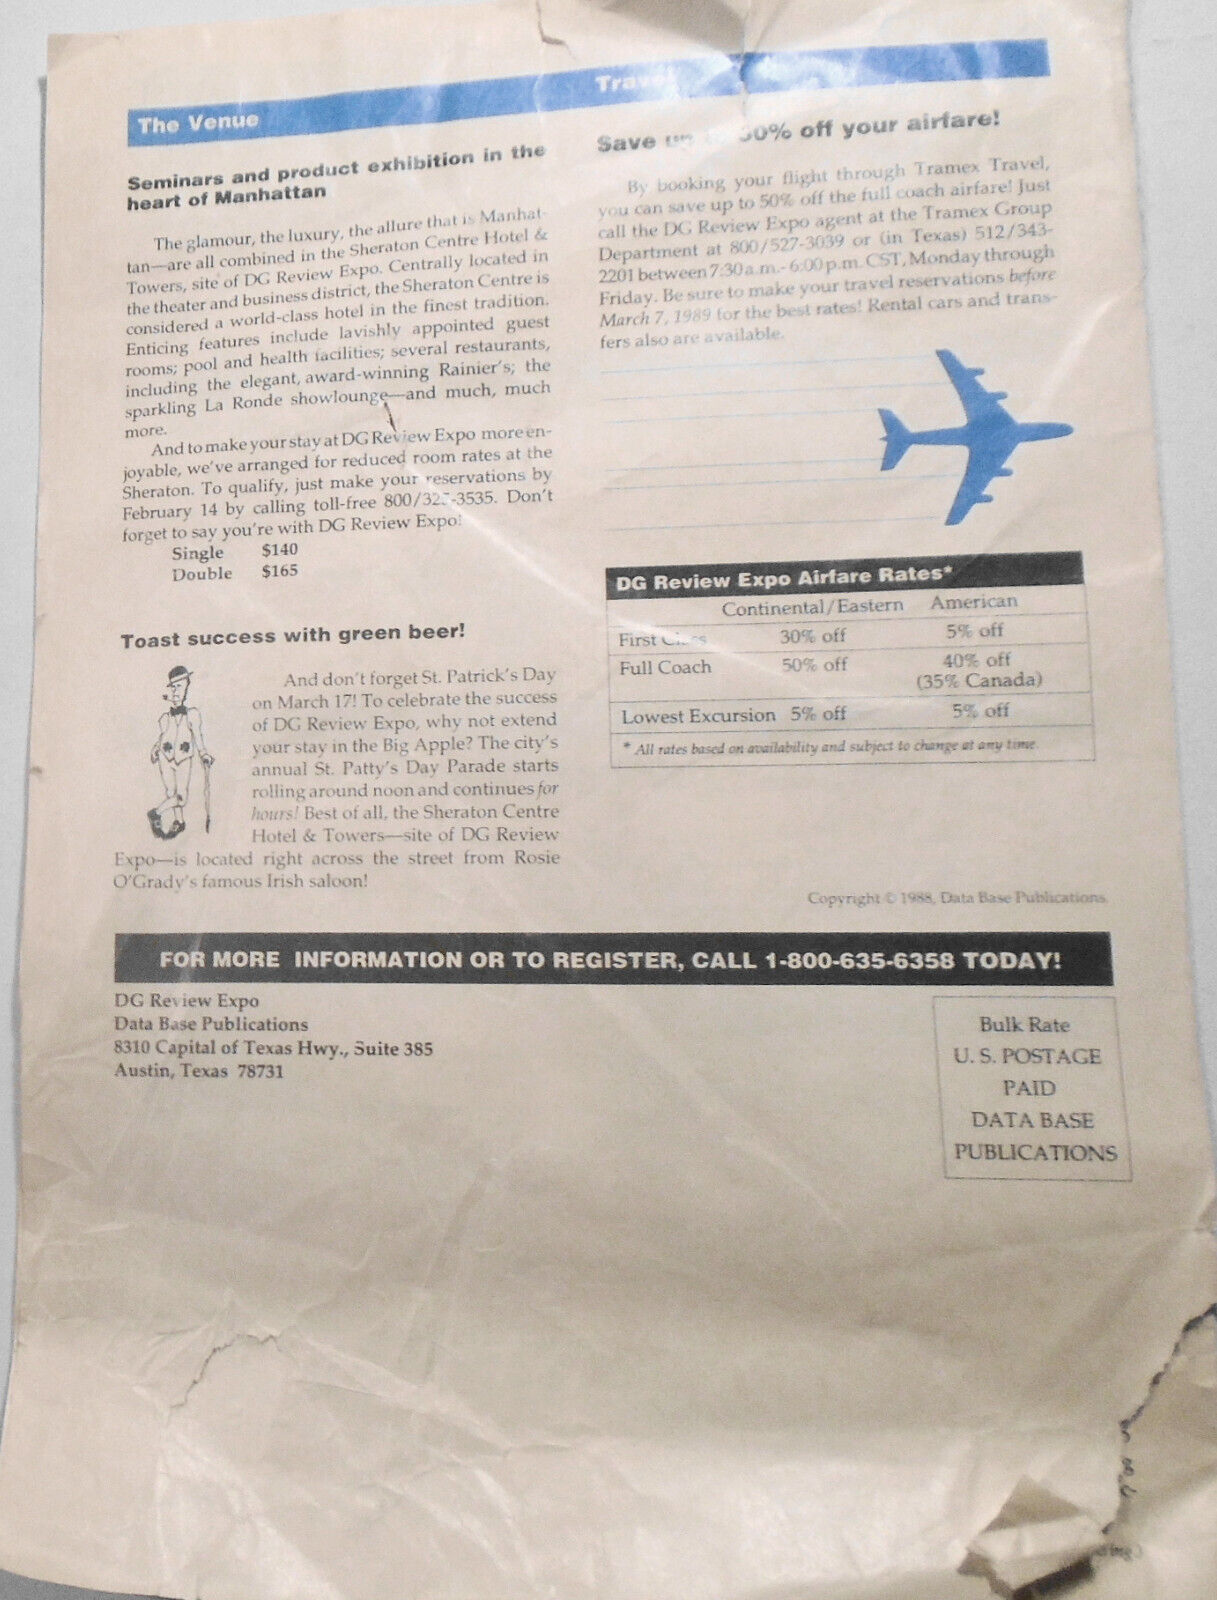 The Venue
Seminars and product exhibition in the
heart of Manhattan
The glamour, the luxury, the allure that is Manhat-
tan—are all combined in the Sheraton Centre Hotel &
Towers, site of DG Review Expo. Centrally located in
the theater and business district, the Sheraton Centre is
considered a world-class hotel in the finest tradition.
Enticing features include lavishly appointed guest
rooms; pool and health facilities; several restaurants,
including the elegant, award-winning Rainier's; the
sparkling La Ronde showlounge—and much, much
more.
And to make your stay at DG Review Expo more en-
joyable, we've arranged for reduced room rates at the
Sheraton. To qualify, just make your reservations by
February 14 by calling toll-free 800/325-3535. Don't
forget to say you're with DG Review Expo!
Single $140
Double $165
Toast success with green beer!
And don't forget St. Patrick's Day
on March 17! To celebrate the success
of DG Review Expo, why not extend
your stay in the Big Apple? The city's
annual St. Patty's Day Parade starts
rolling around noon and continues for
hours! Best of all, the Sheraton Centre
Hotel & Towers—site of DG Review
Expo—is located right across the street from Rosie
O'Grady's famous Irish saloon!
Travel
Save up 50% off your airfare!
By booking your flight through Tramex Travel,
you can save up to 50% off the full coach airfare! Just
call the DG Review Expo agent at the Tramex Group
Department at 800/527-3039 or (in Texas) 512/343-
2201 between 7:30 a.m.- 6:00 p.m. CST, Monday through
Friday. Be sure to make your travel reservations before
March 7, 1989 for the best rates! Rental cars and trans-
fers also are available.
DG Review Expo Airfare Rates*
Continental/Eastern American
First Class 30% off 5% off
Full Coach 50% off 40% off
(35% Canada)
Lowest Excursion 5% off 5% off
* All rates based on availability and subject to change at any time.
Copyright © 1988, Data Base Publications.
FOR MORE INFORMATION OR TO REGISTER, CALL 1-800-635-6358 TODAY!
DG Review Expo
Data Base Publications
8310 Capital of Texas Hwy., Suite 385
Austin, Texas 78731
Bulk Rate
U. S. POSTAGE
PAID
DATA BASE
PUBLICATIONS